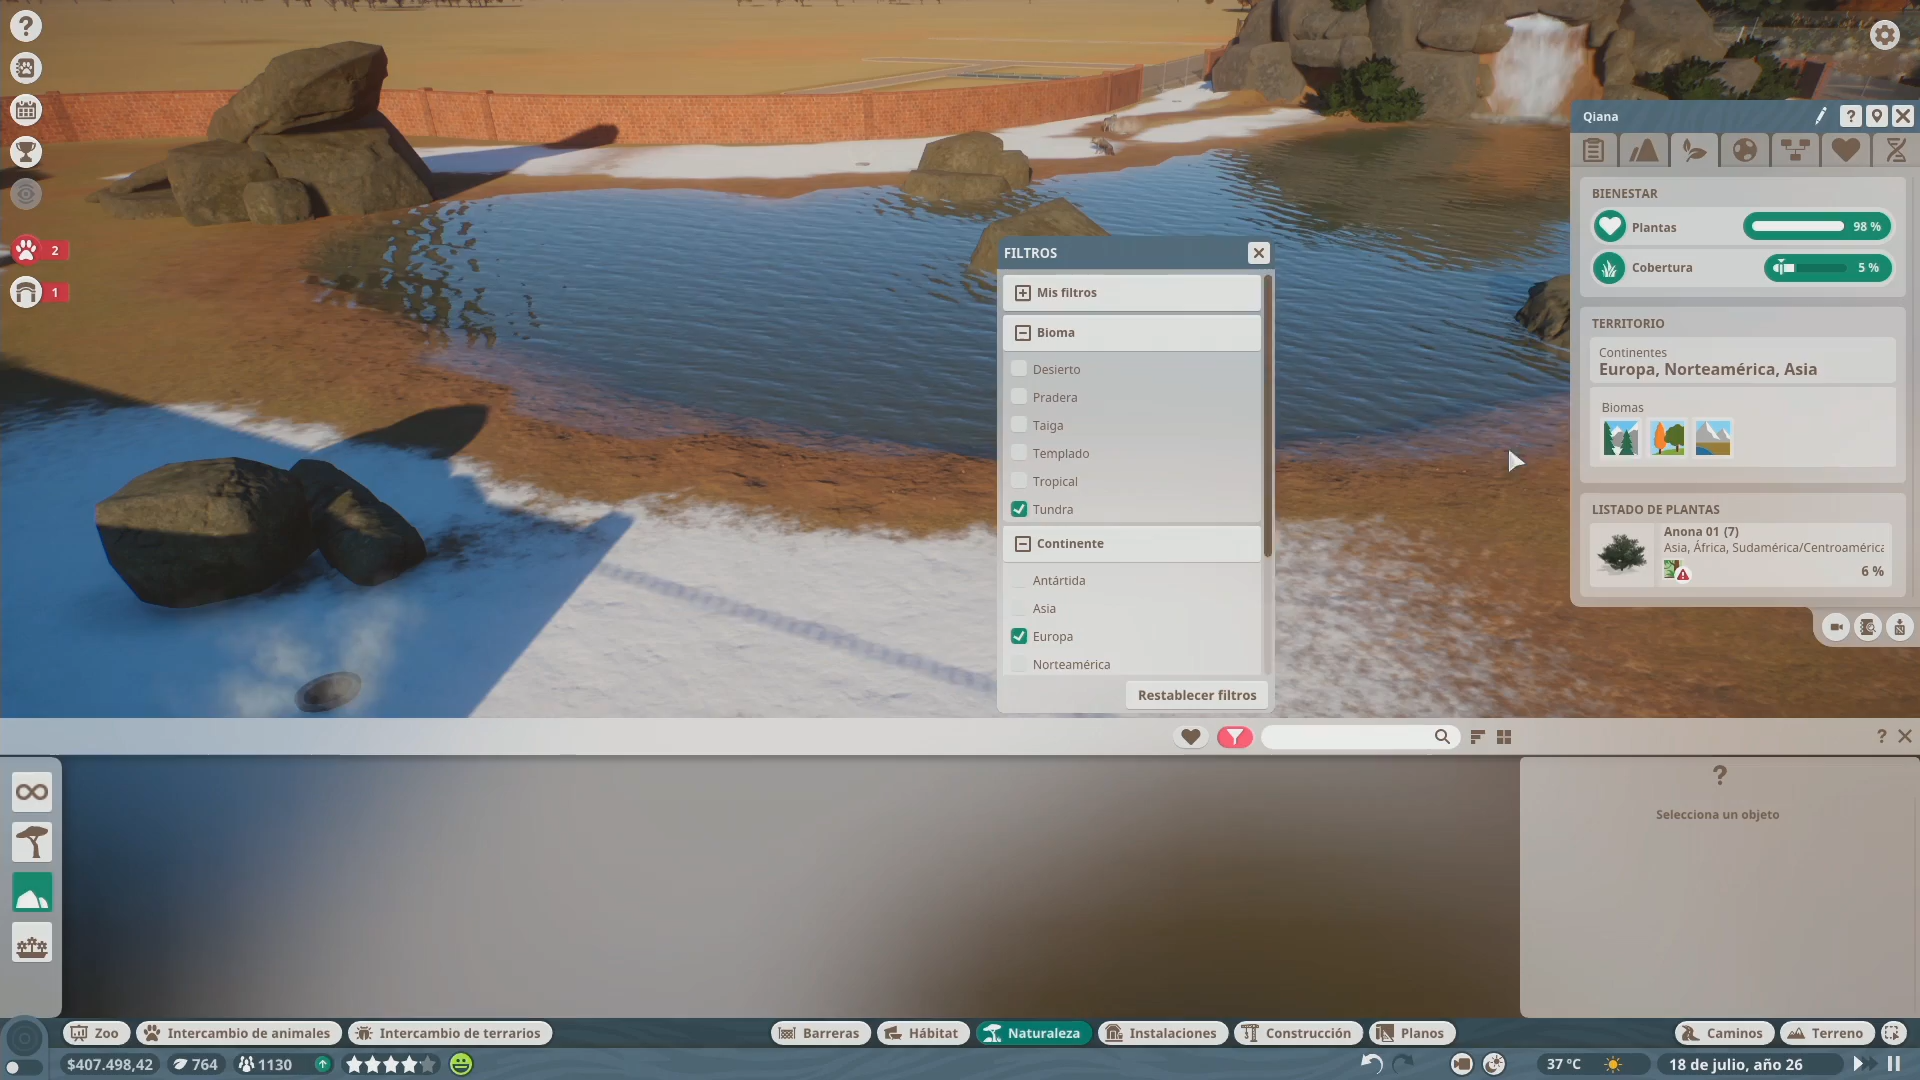 Qiana
BIENESTAR
Plantas
98 %
Cobertura
5 %
TERRITORIO
Continentes
Europa, Norteamérica, Asia
Biomas
LISTADO DE PLANTAS
Anona 01 (7)
Asia, África, Sudamérica/Centroamérica
6 %
2
1
FILTROS
Mis filtros
Bioma
Desierto
Pradera
Taiga
Templado
Tropical
Tundra
Continente
Antártida
Asia
Europa
Norteamérica
Restablecer filtros
?
Selecciona un objeto
Zoo
Intercambio de animales
Intercambio de terrarios
Barreras
Hábitat
Naturaleza
Instalaciones
Construcción
Planos
Caminos
Terreno
$407.498,42
764
1130
37 °C
18 de julio, año 26